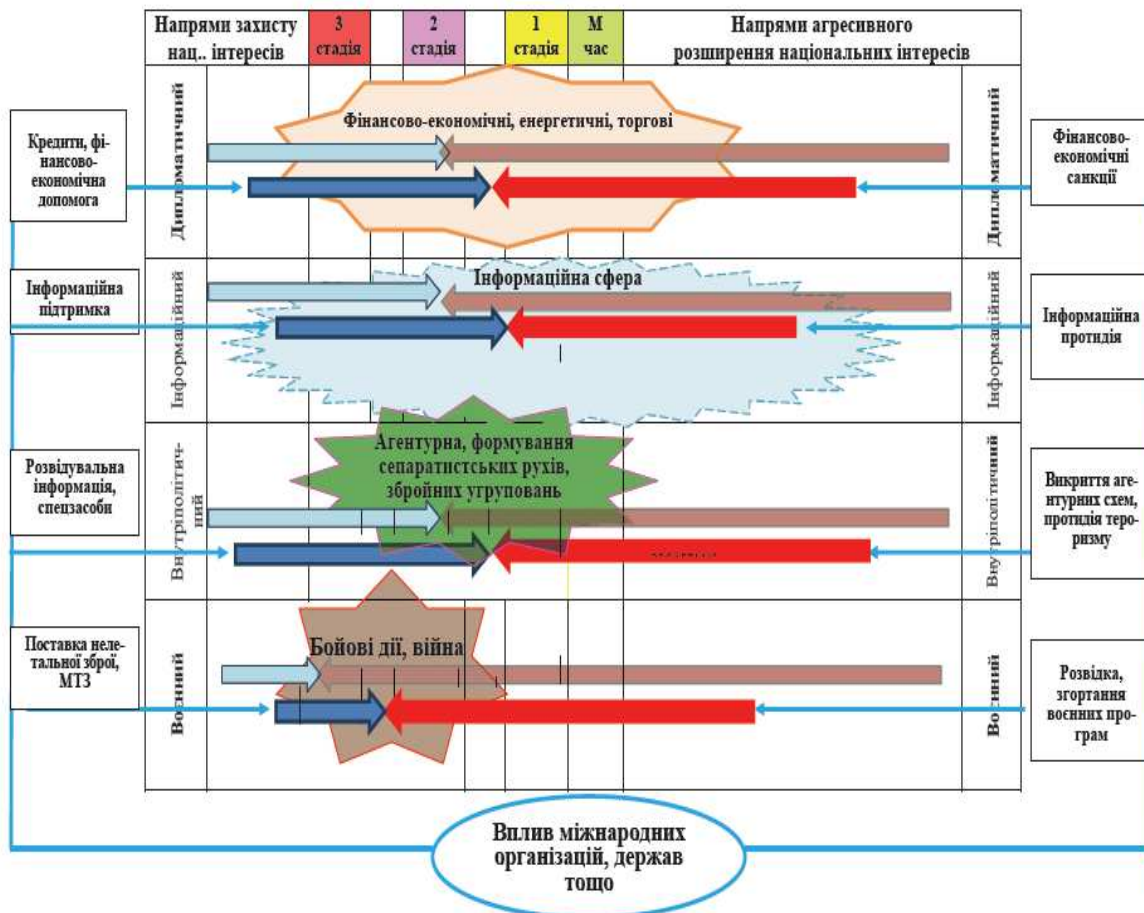 Напрями захисту
нац.. інтересів
3
стадія
2
стадія
1
стадія
М
час
Напрями агресивного
розширення національних інтересів
Кредити, фі-
нансово-
економічна
допомога
Дипломатичний
Фінансово-економічні, енергетичні, торгові
Дипломатичний
Фінансово-
економічні
санкції
Інформаційна
підтримка
Інформаційний
Інформаційна сфера
Інформаційний
Інформаційна
протидія
Розвідувальна
інформація,
спецзасоби
Внутріполітич-
ний
Агентурна, формування
сепаратистських рухів,
збройних угруповань
Внутріполітичний
Викриття аге-
нтурних схем,
протидія теро-
ризму
Поставка неле-
тальної зброї,
МТЗ
Воєнний
Бойові дії, війна
Воєнний
Розвідка,
згортання
воєнних прог-
рам
Вплив міжнародних
організацій, держав
тощо